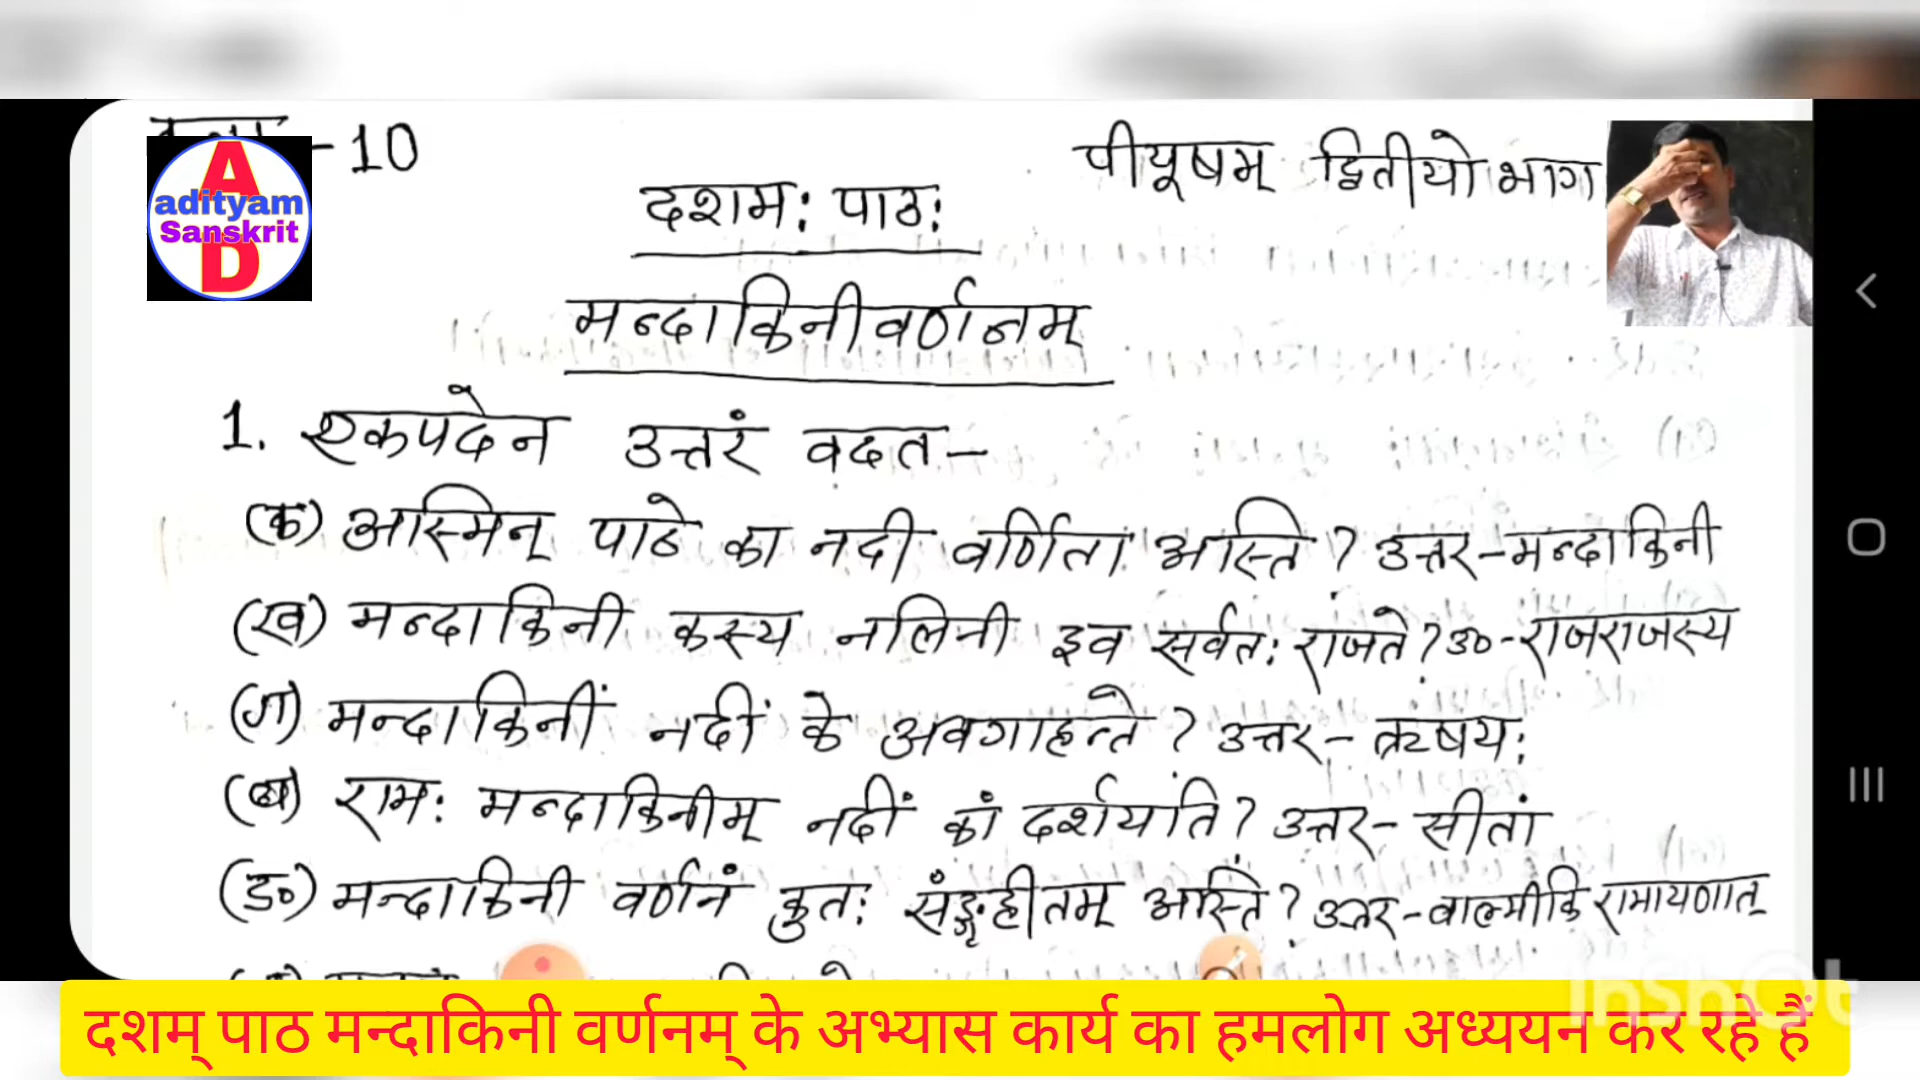 -10
पीयूषम् द्वितीयो भाग
A
adityam
Sanskrit
D
दशमः पाठः
मन्दाकिनीवर्णनम्
1. एकपदेन उत्तरं वदत-
(क) अस्मिन् पाठे का नदी वर्णिता अस्ति? उत्तर-मन्दाकिनी
(ख) मन्दाकिनी कस्य नलिनी इव सर्वतः राजते? उ०-राजराजस्य
(ग) मन्दाकिनीं नदीं के अवगाहन्ते? उत्तर- ऋषयः
(घ) रामः मन्दाकिनीम् नदीं कां दर्शयति? उत्तर- सीतां
(ङ०) मन्दाकिनी वर्णनं कुतः संङ्गृहीतम् अस्ति? उत्तर-वाल्मीकि रामायणात्
दशम् पाठ मन्दाकिनी वर्णनम् के अभ्यास कार्य का हमलोग अध्ययन कर रहे हैं
InShOt